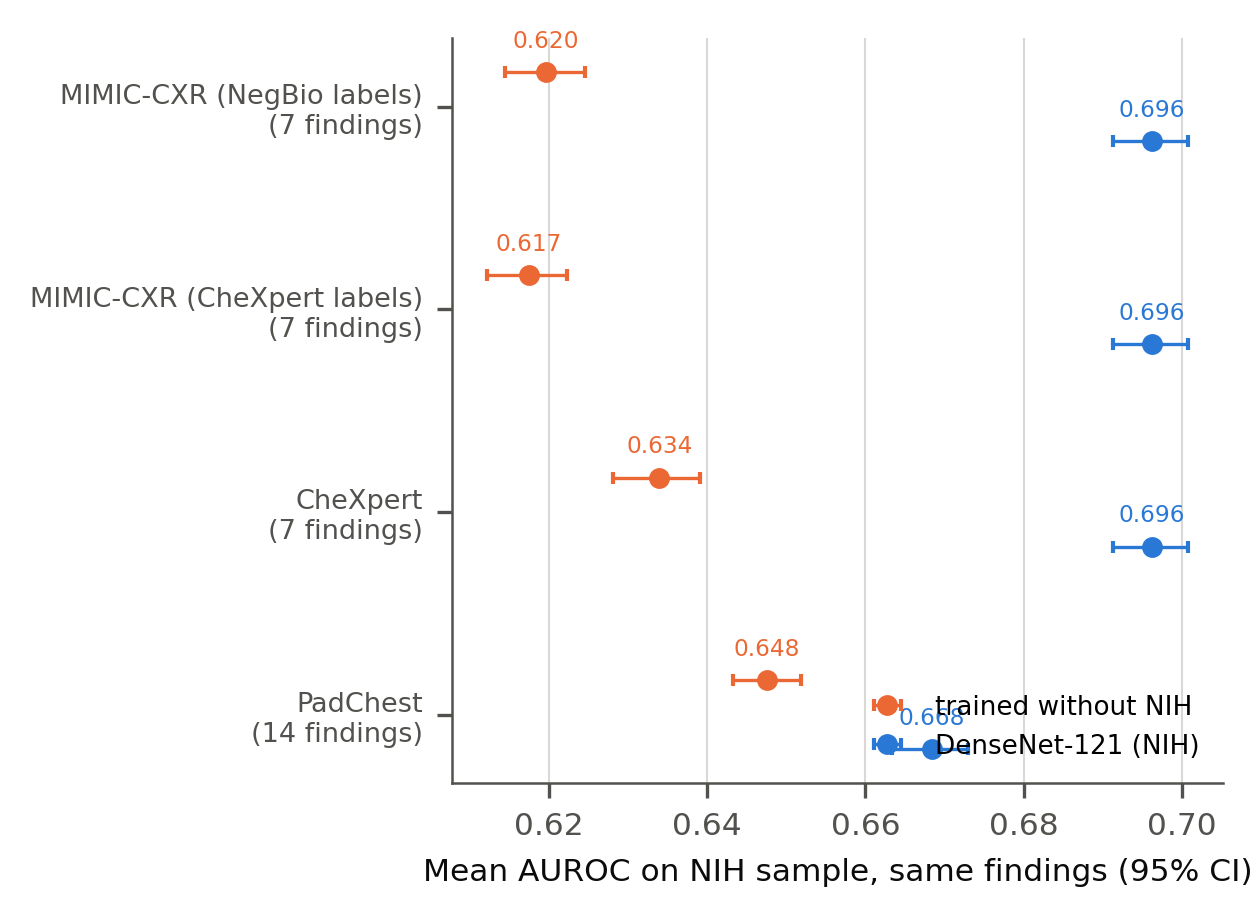 0.620
MIMIC-CXR (NegBio labels)
(7 findings)
0.696
0.617
MIMIC-CXR (CheXpert labels)
(7 findings)
0.696
0.634
CheXpert
(7 findings)
0.696
0.648
PadChest
(14 findings)
trained without NIH
0.668
DenseNet-121 (NIH)
0.62 0.64 0.66 0.68 0.70
Mean AUROC on NIH sample, same findings (95% CI)